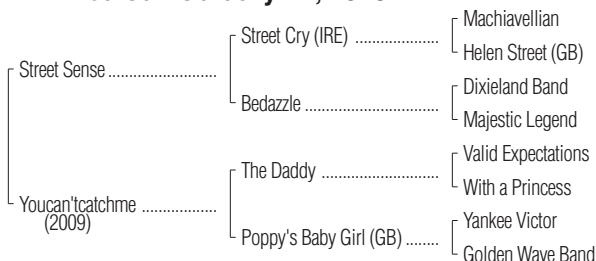 Machiavellian
Street Cry (IRE) ...................
Helen Street (GB)
Street Sense .........................
Dixieland Band
Bedazzle ...............................
Majestic Legend
Valid Expectations
The Daddy ...........................
With a Princess
Youcan'tcatchme .................
(2009)
Yankee Victor
Poppy's Baby Girl (GB) ........
Golden Wave Band